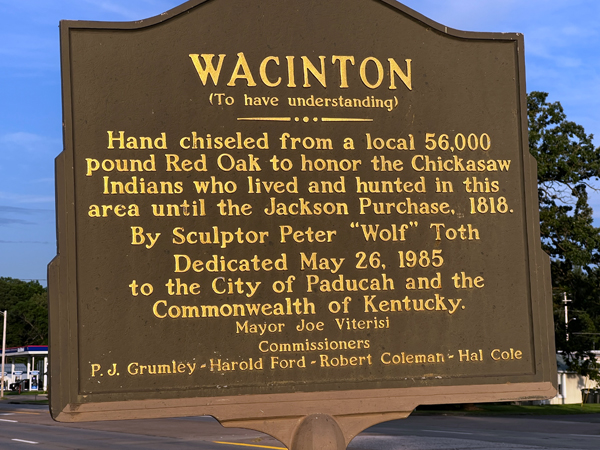 WACINTON
(To have understanding)
Hand chiseled from a local 56,000
pound Red Oak to honor the Chickasaw
Indians who lived and hunted in this
area until the Jackson Purchase, 1818.
By Sculptor Peter "Wolf" Toth
Dedicated May 26, 1985
to the City of Paducah and the
Commonwealth of Kentucky.
Mayor Joe Viterisi
Commissioners
P. J. Grumley - Harold Ford - Robert Coleman - Hal Cole